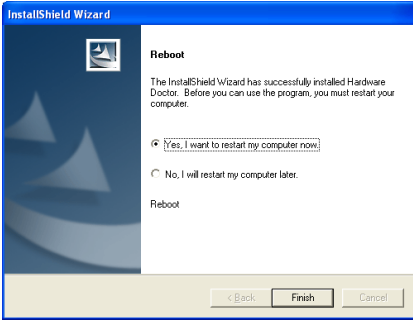 InstallShield Wizard
Reboot
The InstallShield Wizard has successfully installed Hardware
Doctor. Before you can use the program, you must restart your
computer.
Yes, I want to restart my computer now.
No, I will restart my computer later.
Reboot
< Back
Finish
Cancel